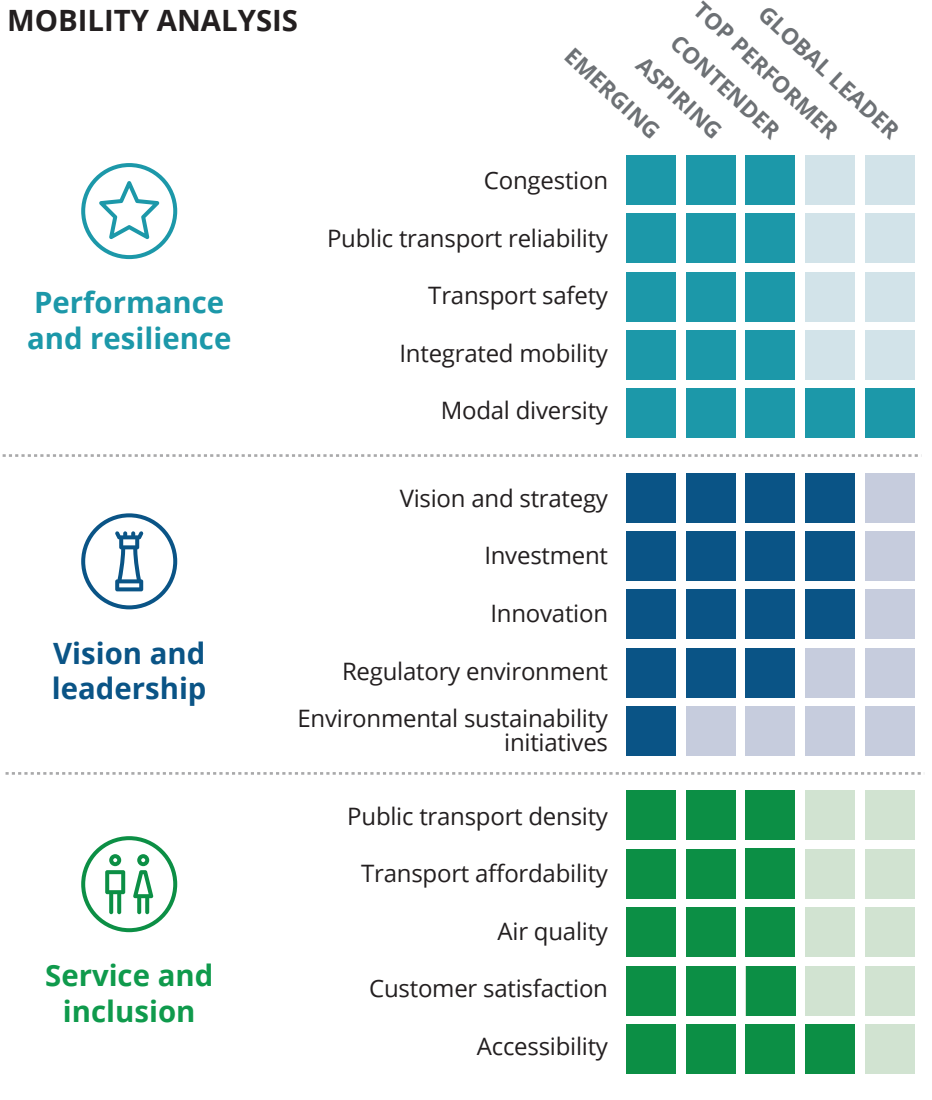 MOBILITY ANALYSIS
EMERGING
ASPIRING
CONTENDER
TOP PERFORMER
GLOBAL LEADER
Performance
and resilience
Congestion
Public transport reliability
Transport safety
Integrated mobility
Modal diversity
Vision and
leadership
Vision and strategy
Investment
Innovation
Regulatory environment
Environmental sustainability
initiatives
Service and
inclusion
Public transport density
Transport affordability
Air quality
Customer satisfaction
Accessibility